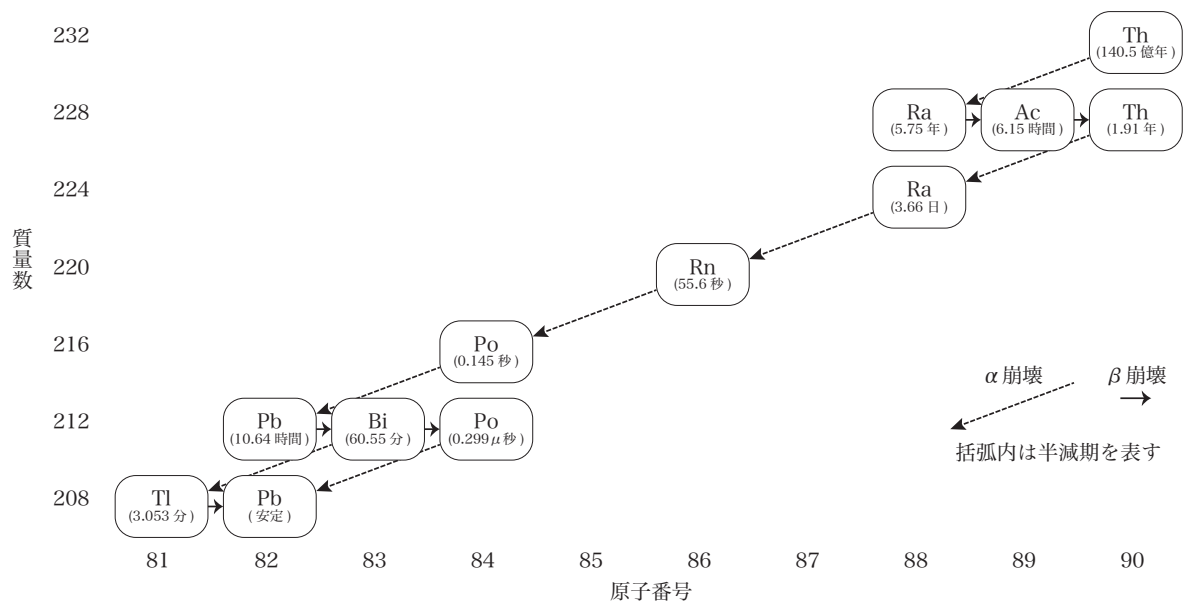 232
Th
(140.5 億年)
228
Ra
(5.75 年)
Ac
(6.15 時間)
Th
(1.91 年)
224
Ra
(3.66 日)
質量数
220
Rn
(55.6 秒)
216
Po
(0.145 秒)
α 崩壊
β 崩壊
212
Pb
(10.64 時間)
Bi
(60.55 分)
Po
(0.299 μ 秒)
括弧内は半減期を表す
208
Tl
(3.053 分)
Pb
(安定)
81 82 83 84 85 86 87 88 89 90
原子番号